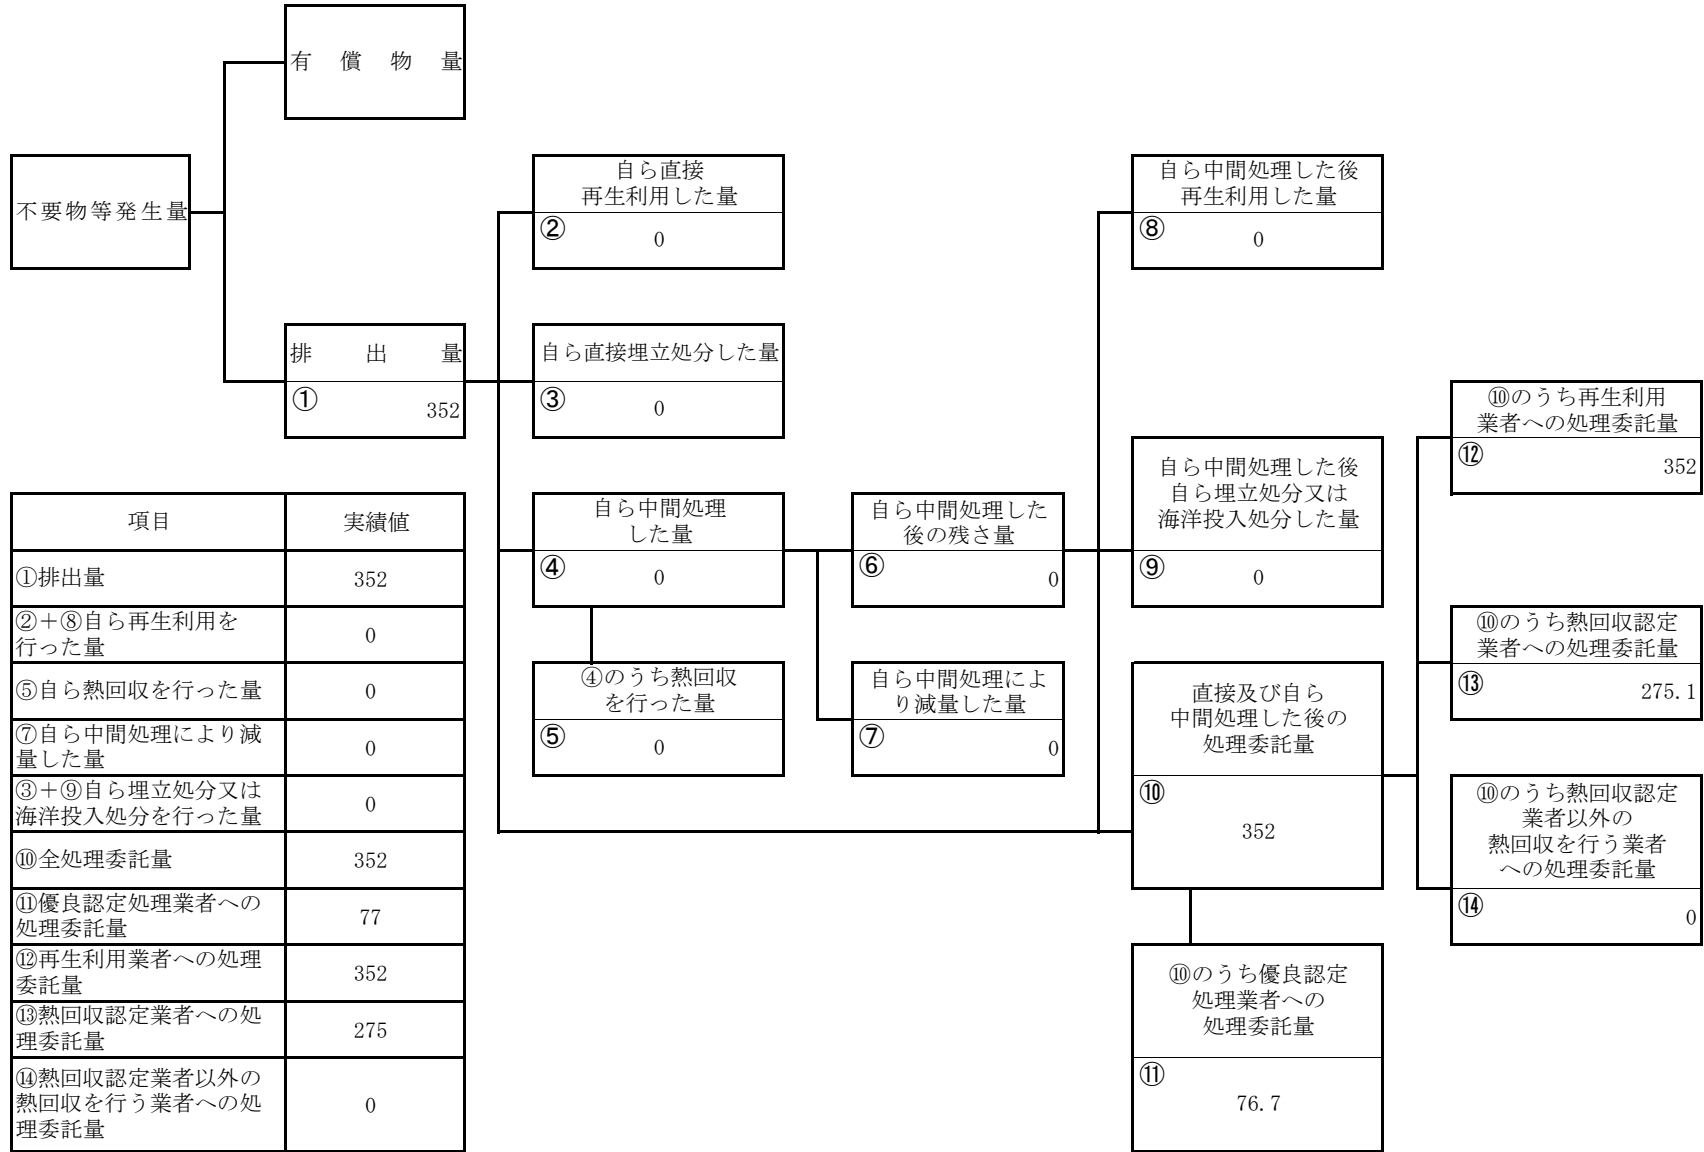 有償物量
不要物等発生量
自ら直接
再生利用した量
② 0
自ら中間処理した後
再生利用した量
⑧ 0
排出量
① 352
自ら直接埋立処分した量
③ 0
⑩のうち再生利用
業者への処理委託量
⑫ 352
自ら中間処理した後
自ら埋立処分又は
海洋投入処分した量
⑨ 0
自ら中間処理
した量
④ 0
自ら中間処理した
後の残さ量
⑥ 0
⑩のうち熱回収認定
業者への処理委託量
⑬ 275.1
④のうち熱回収
を行った量
⑤ 0
自ら中間処理によ
り減量した量
⑦ 0
直接及び自ら
中間処理した後の
処理委託量
⑩
352
⑩のうち熱回収認定
業者以外の
熱回収を行う業者
への処理委託量
⑭ 0
⑩のうち優良認定
処理業者への
処理委託量
⑪
76.7
項目 実績値
①排出量 352
②＋⑧自ら再生利用を
行った量 0
⑤自ら熱回収を行った量 0
⑦自ら中間処理により減
量した量 0
③＋⑨自ら埋立処分又は
海洋投入処分を行った量 0
⑩全処理委託量 352
⑪優良認定処理業者への
処理委託量 77
⑫再生利用業者への処理
委託量 352
⑬熱回収認定業者への処
理委託量 275
⑭熱回収認定業者以外の
熱回収を行う業者への処
理委託量 0